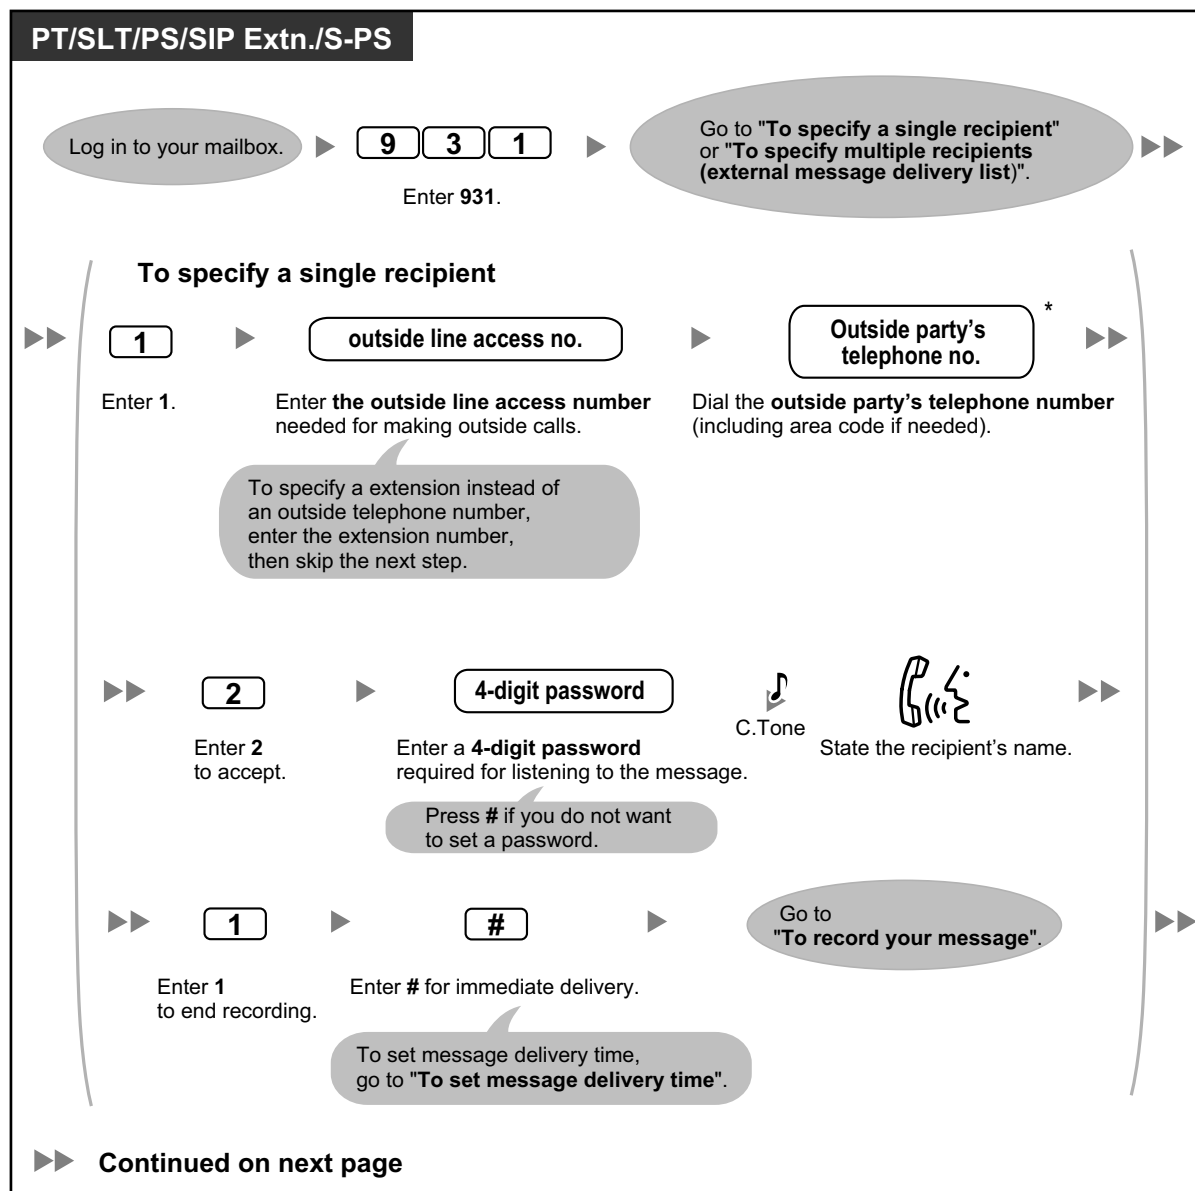 PT/SLT/PS/SIP Extn./S-PS
Log in to your mailbox.
9 3 1
Enter 931.
Go to "To specify a single recipient"
or "To specify multiple recipients
(external message delivery list)".
To specify a single recipient
1
Enter 1.
outside line access no.
Enter the outside line access number
needed for making outside calls.
To specify a extension instead of
an outside telephone number,
enter the extension number,
then skip the next step.
Outside party's
telephone no.
*
Dial the outside party's telephone number
(including area code if needed).
2
Enter 2
to accept.
4-digit password
Enter a 4-digit password
required for listening to the message.
Press # if you do not want
to set a password.
C.Tone
State the recipient's name.
1
Enter 1
to end recording.
#
Enter # for immediate delivery.
To set message delivery time,
go to "To set message delivery time".
Go to
"To record your message".
Continued on next page